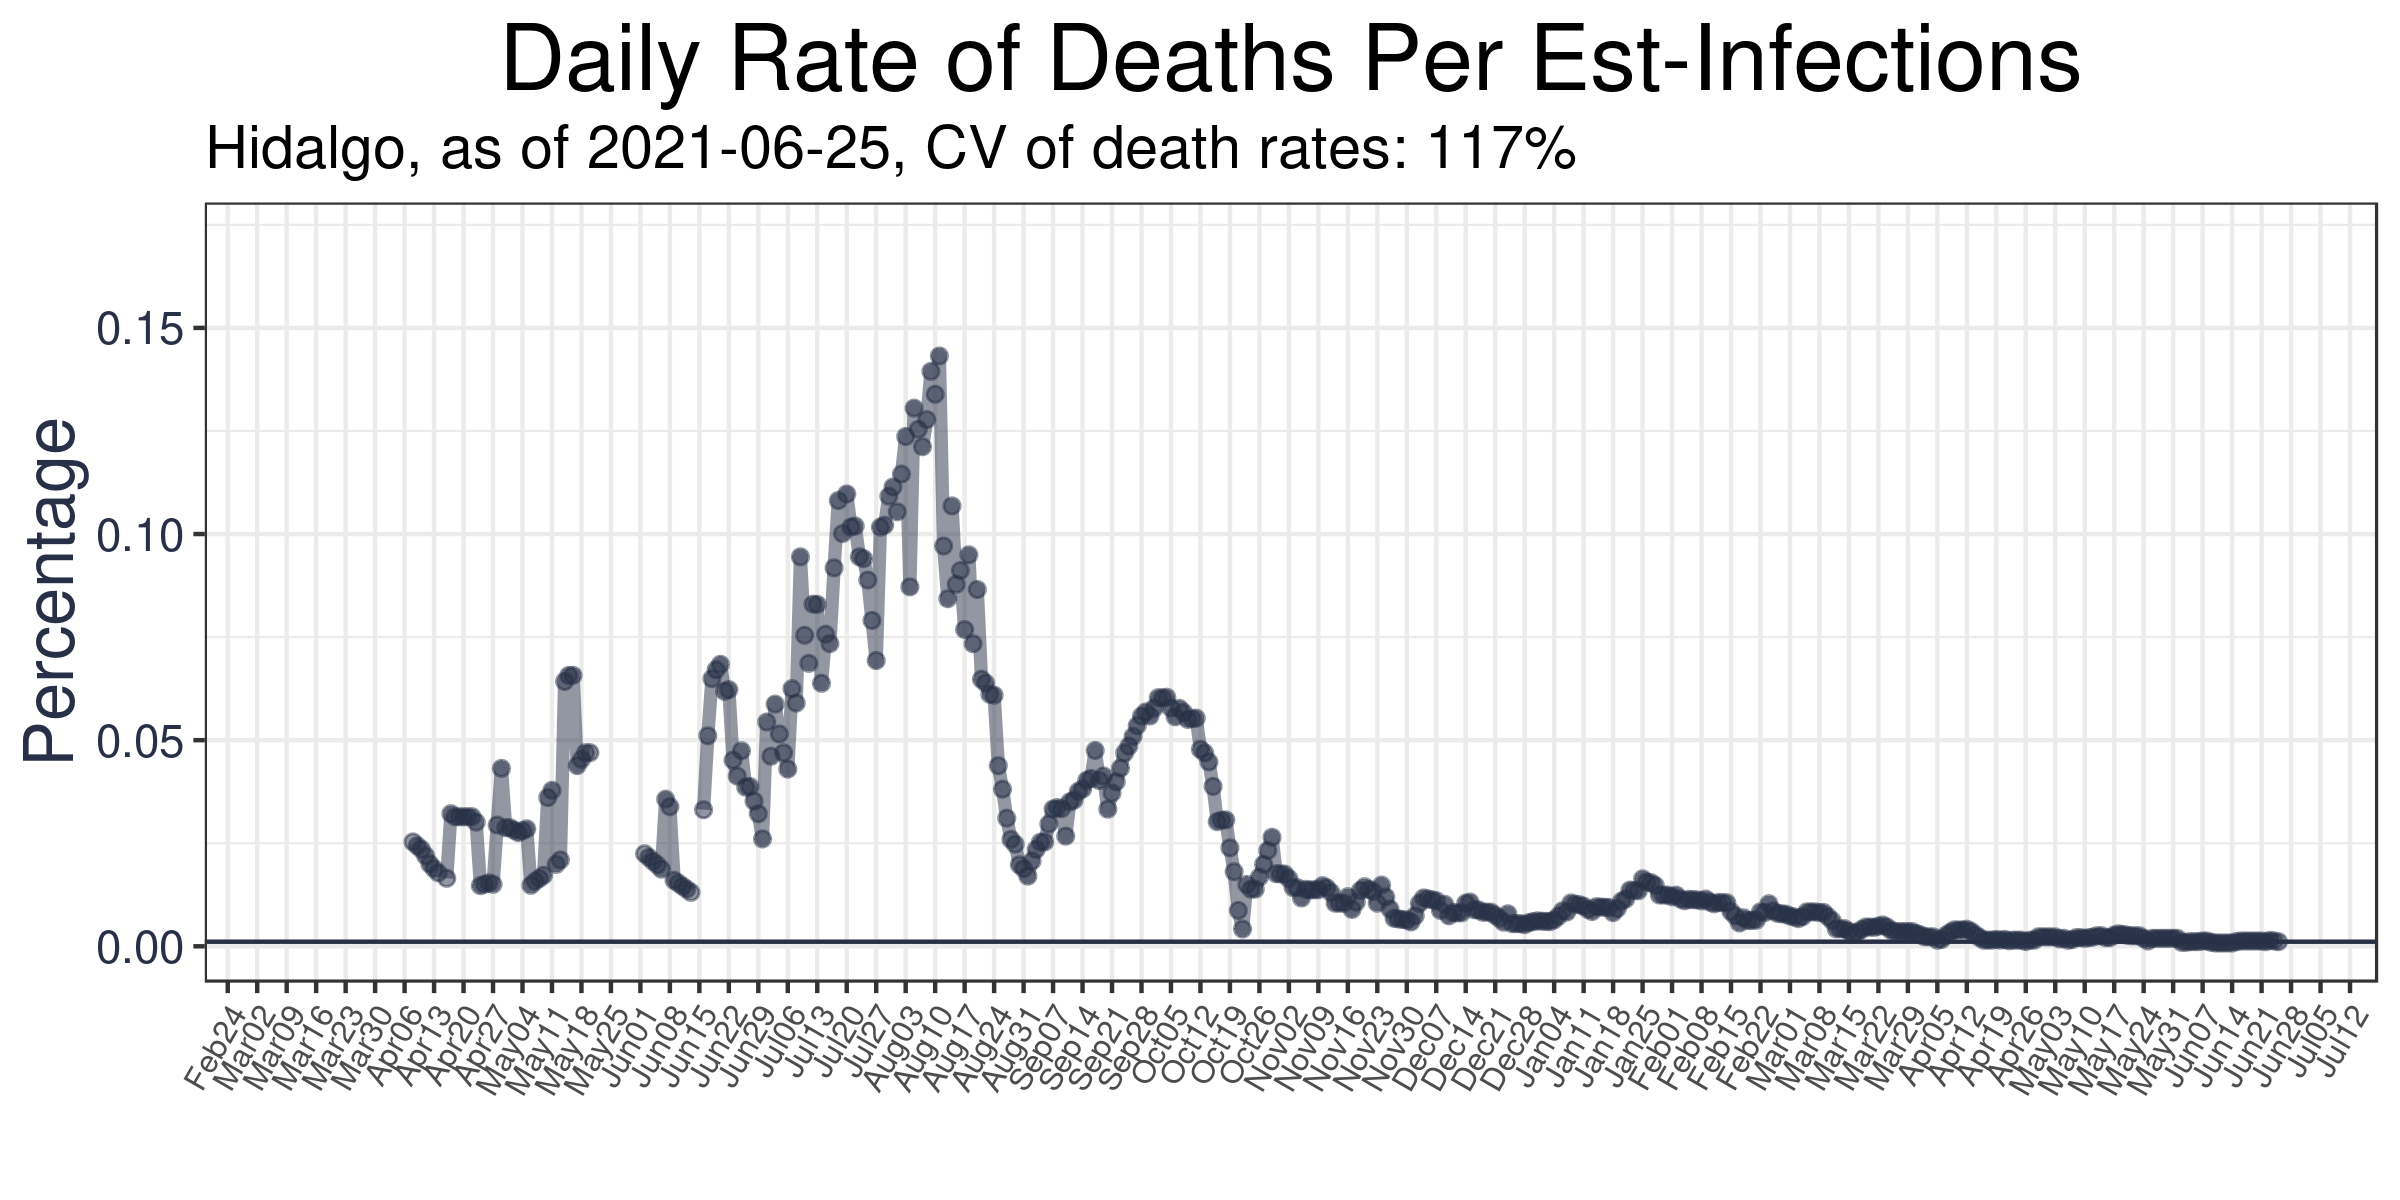 Daily Rate of Deaths Per Est-Infections
Hidalgo, as of 2021-06-25, CV of death rates: 117%
Percentage
0.15
0.10
0.05
0.00
Feb24
Mar02
Mar09
Mar16
Mar23
Mar30
Apr06
Apr13
Apr20
Apr27
May04
May11
May18
May25
Jun01
Jun08
Jun15
Jun22
Jun29
Jul06
Jul13
Jul20
Jul27
Aug03
Aug10
Aug17
Aug24
Aug31
Sep07
Sep14
Sep21
Sep28
Oct05
Oct12
Oct19
Oct26
Nov02
Nov09
Nov16
Nov23
Nov30
Dec07
Dec14
Dec21
Dec28
Jan04
Jan11
Jan18
Jan25
Feb01
Feb08
Feb15
Feb22
Mar01
Mar08
Mar15
Mar22
Mar29
Apr05
Apr12
Apr19
Apr26
May03
May10
May17
May24
May31
Jun07
Jun14
Jun21
Jun28
Jul05
Jul12